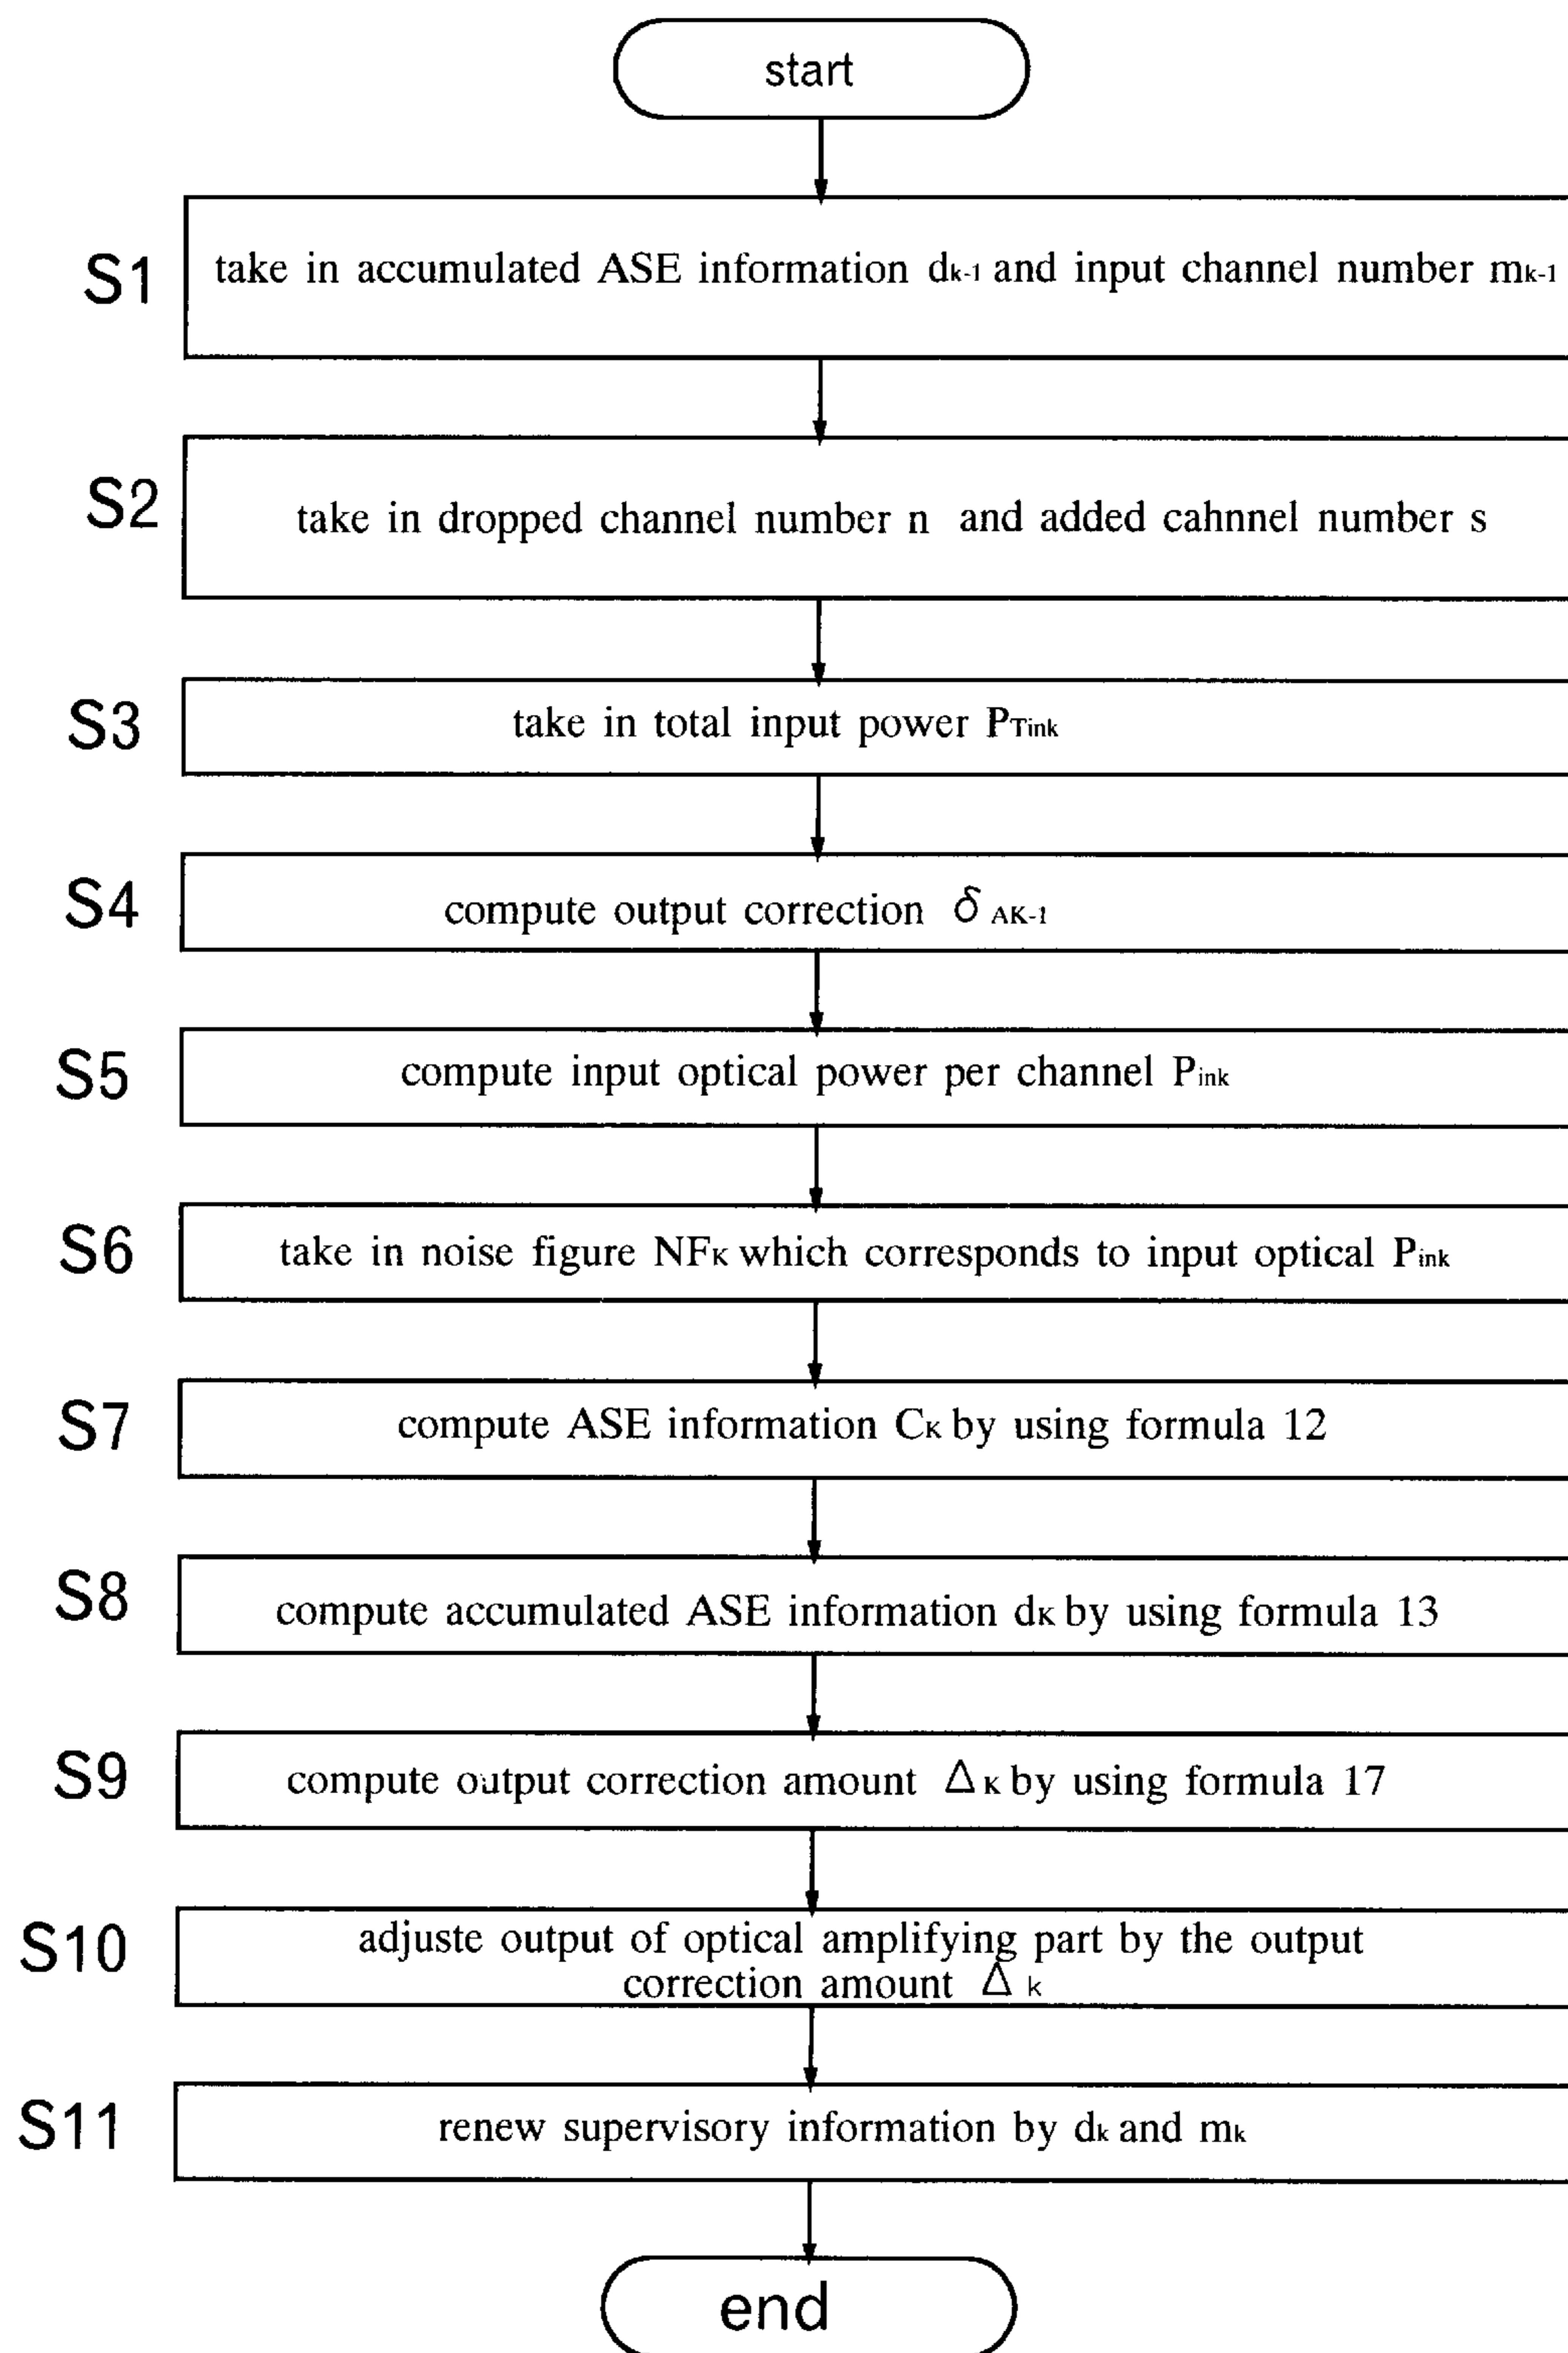 start
S1 take in accumulated ASE information dk-1 and input channel number mk-1
S2 take in dropped channel number n and added cahnnel number s
S3 take in total input power PTink
S4 compute output correction δ AK-1
S5 compute input optical power per channel Pink
S6 take in noise figure NFK which corresponds to input optical Pink
S7 compute ASE information CK by using formula 12
S8 compute accumulated ASE information dK by using formula 13
S9 compute output correction amount Δ K by using formula 17
S10 adjuste output of optical amplifying part by the output
correction amount Δ k
S11 renew supervisory information by dk and mk
end